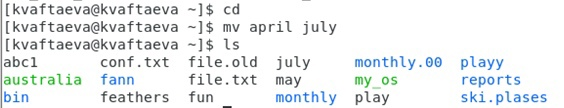 [kvaftaeva@kvaftaeva ~]$ cd
[kvaftaeva@kvaftaeva ~]$ mv april july
[kvaftaeva@kvaftaeva ~]$ ls
abc1 conf.txt file.old july monthly.00 playy
australia fann file.txt may my_os reports
bin feathers fun monthly play ski.plases